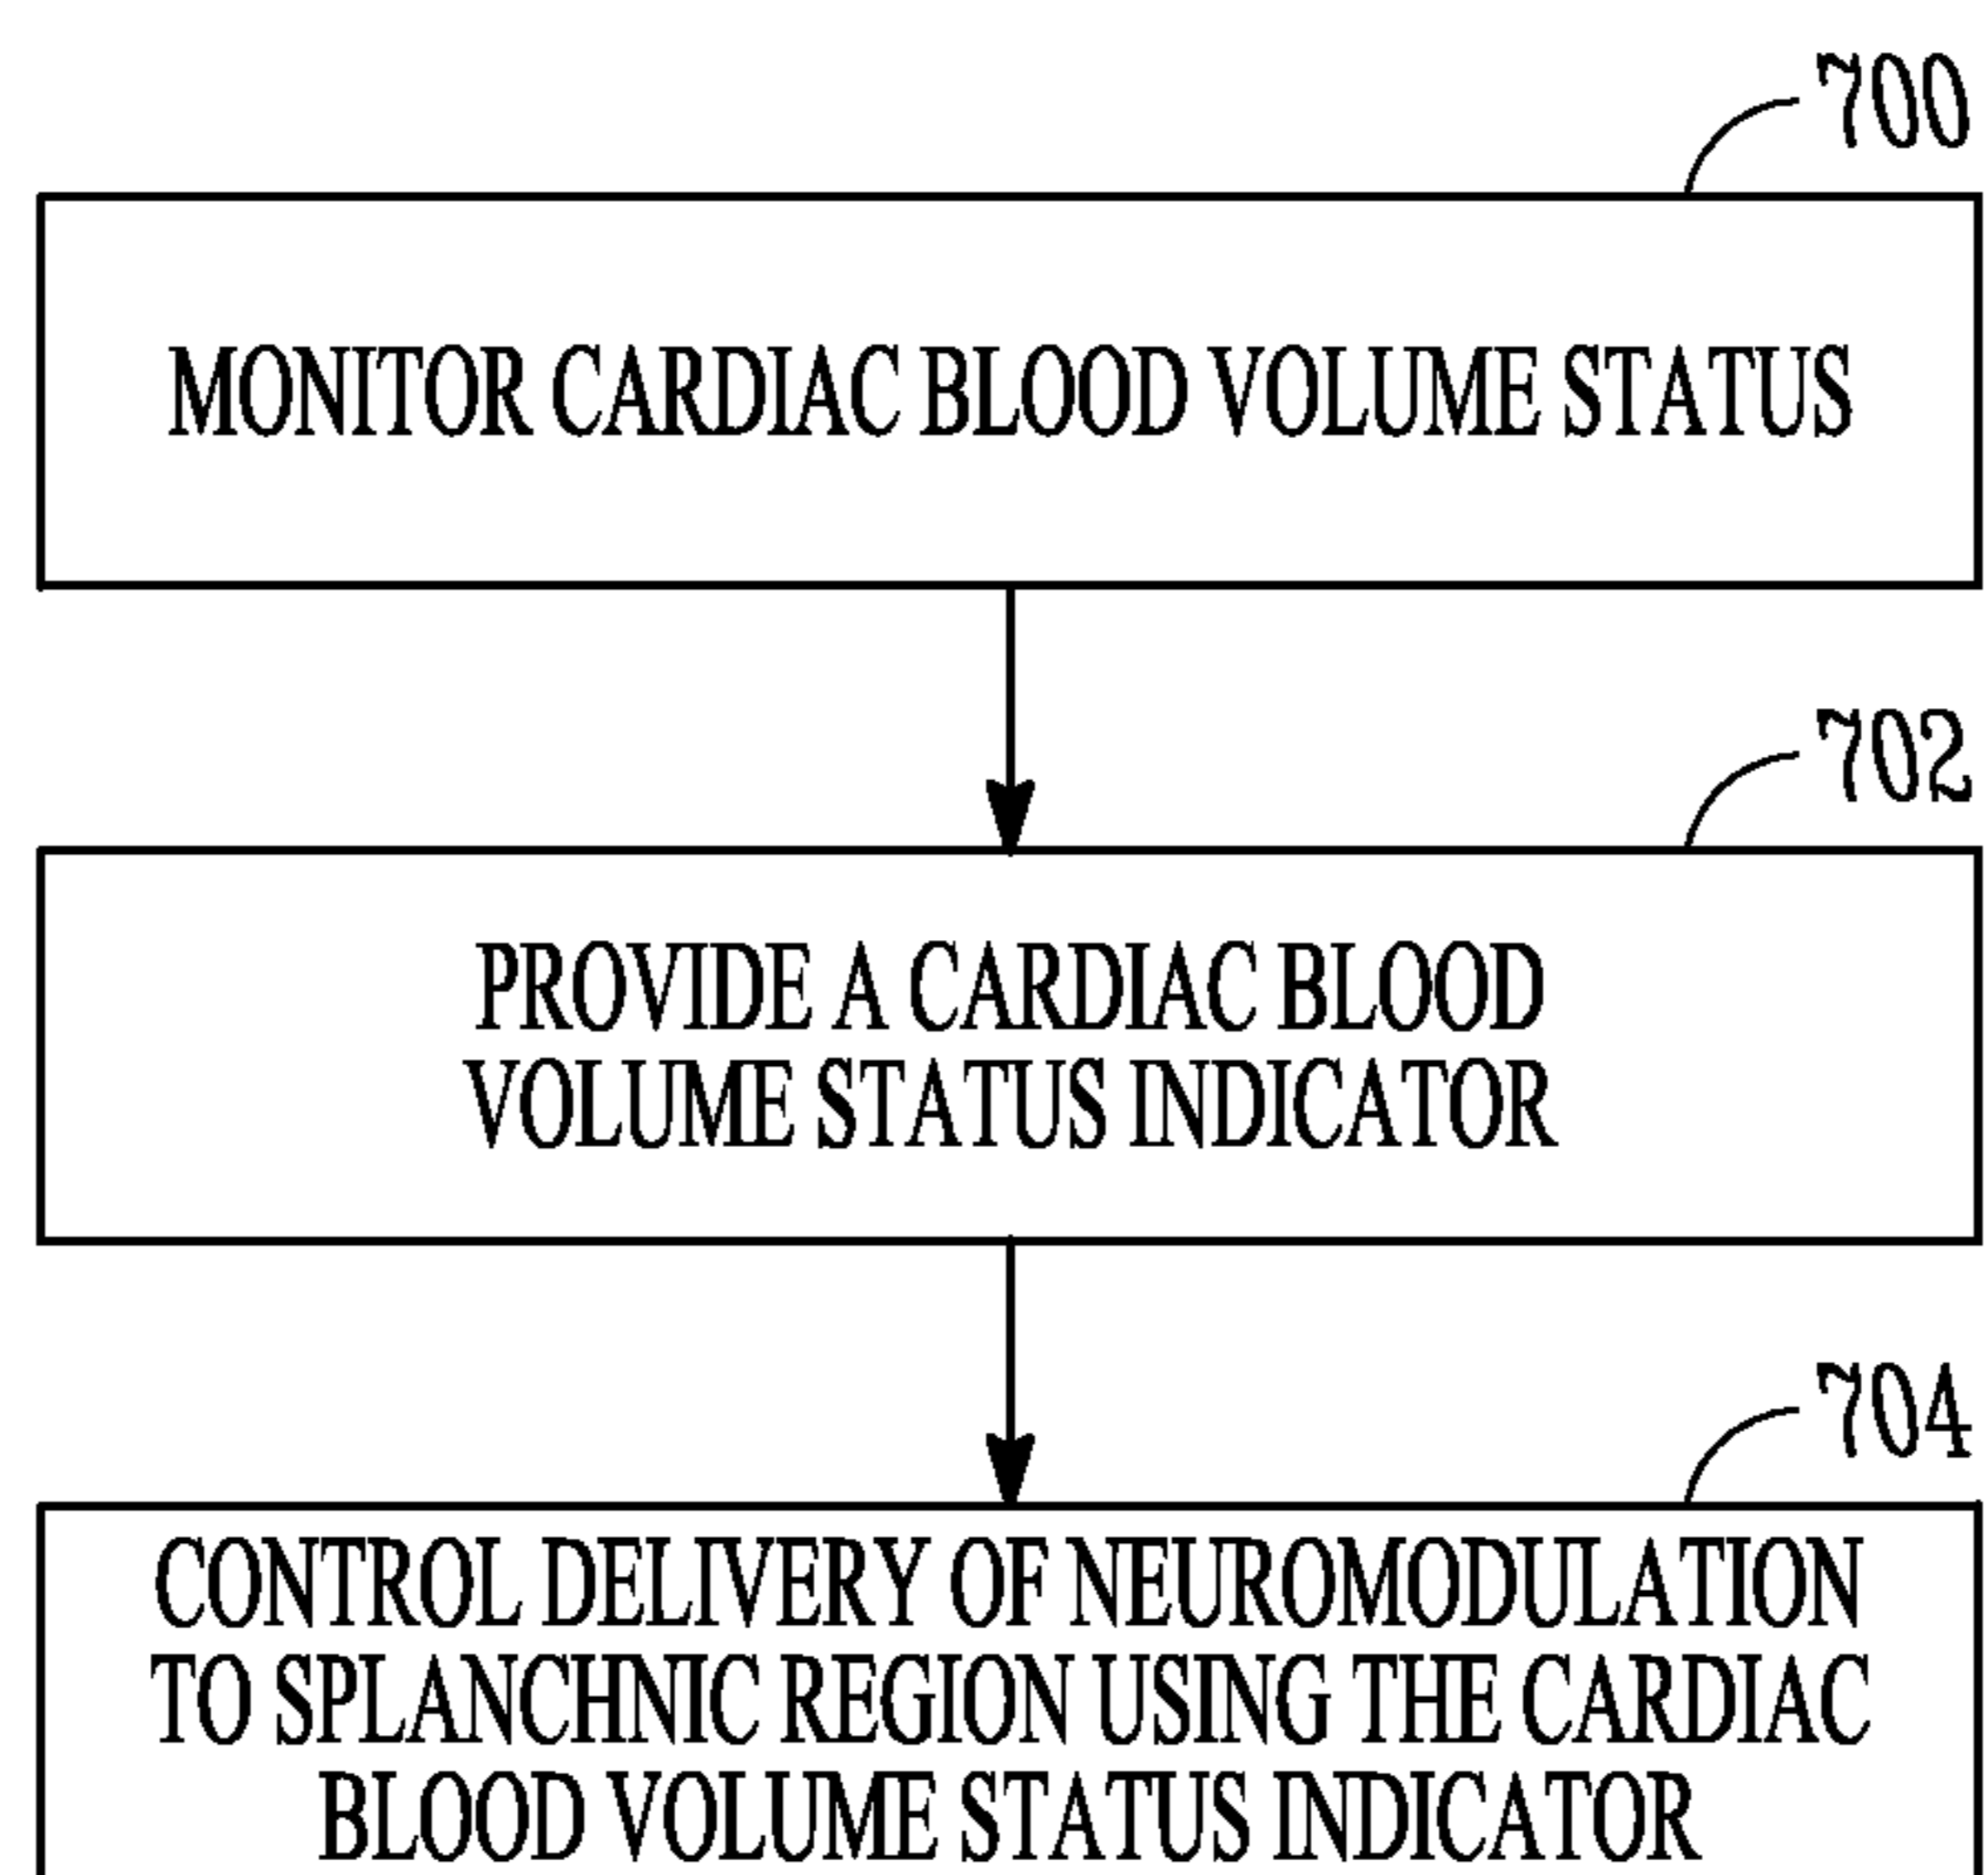 700
MONITOR CARDIAC BLOOD VOLUME STATUS
702
PROVIDE A CARDIAC BLOOD
VOLUME STATUS INDICATOR
704
CONTROL DELIVERY OF NEUROMODULATION
TO SPLANCHNIC REGION USING THE CARDIAC
BLOOD VOLUME STATUS INDICATOR